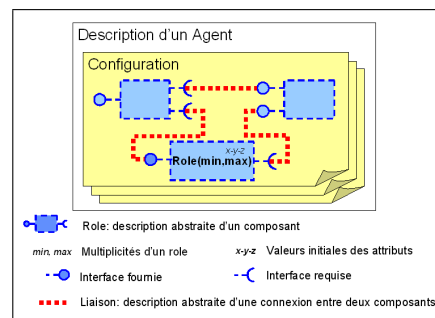 Description d'un Agent
Configuration
x-y-z
Role(min,max)
Role: description abstraite d'un composant
min, max Multiplicités d'un role x-y-z Valeurs initiales des attributs
Interface fournie Interface requise
Liaison: description abstraite d'une connexion entre deux composants